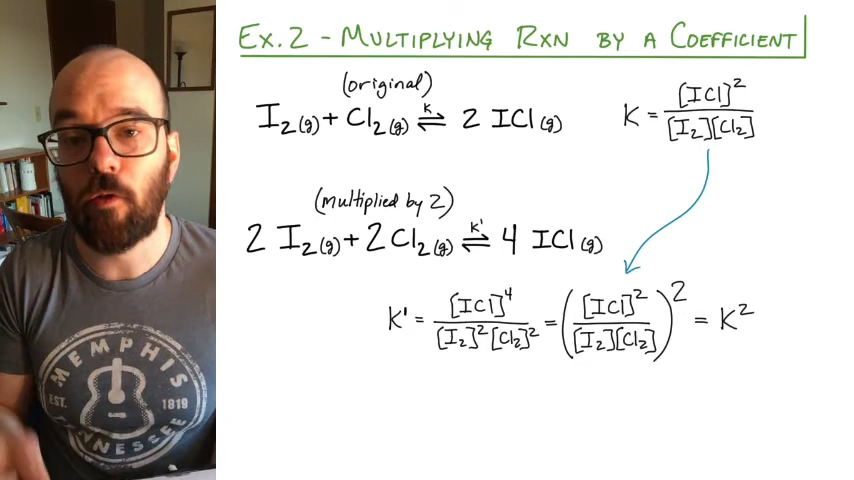 Ex. 2 - Multiplying Rxn by a Coefficient
(original)
I₂(g) + Cl₂(g) ⇌ 2 ICl(g)
K
K = [ICl]² / [I₂][Cl₂]
(multiplied by 2)
2 I₂(g) + 2 Cl₂(g) ⇌ 4 ICl(g)
K'
K' = [ICl]⁴ / [I₂]²[Cl₂]² = ([ICl]² / [I₂][Cl₂])² = K²
MEMPHIS
EST. 1819
TENNESSEE